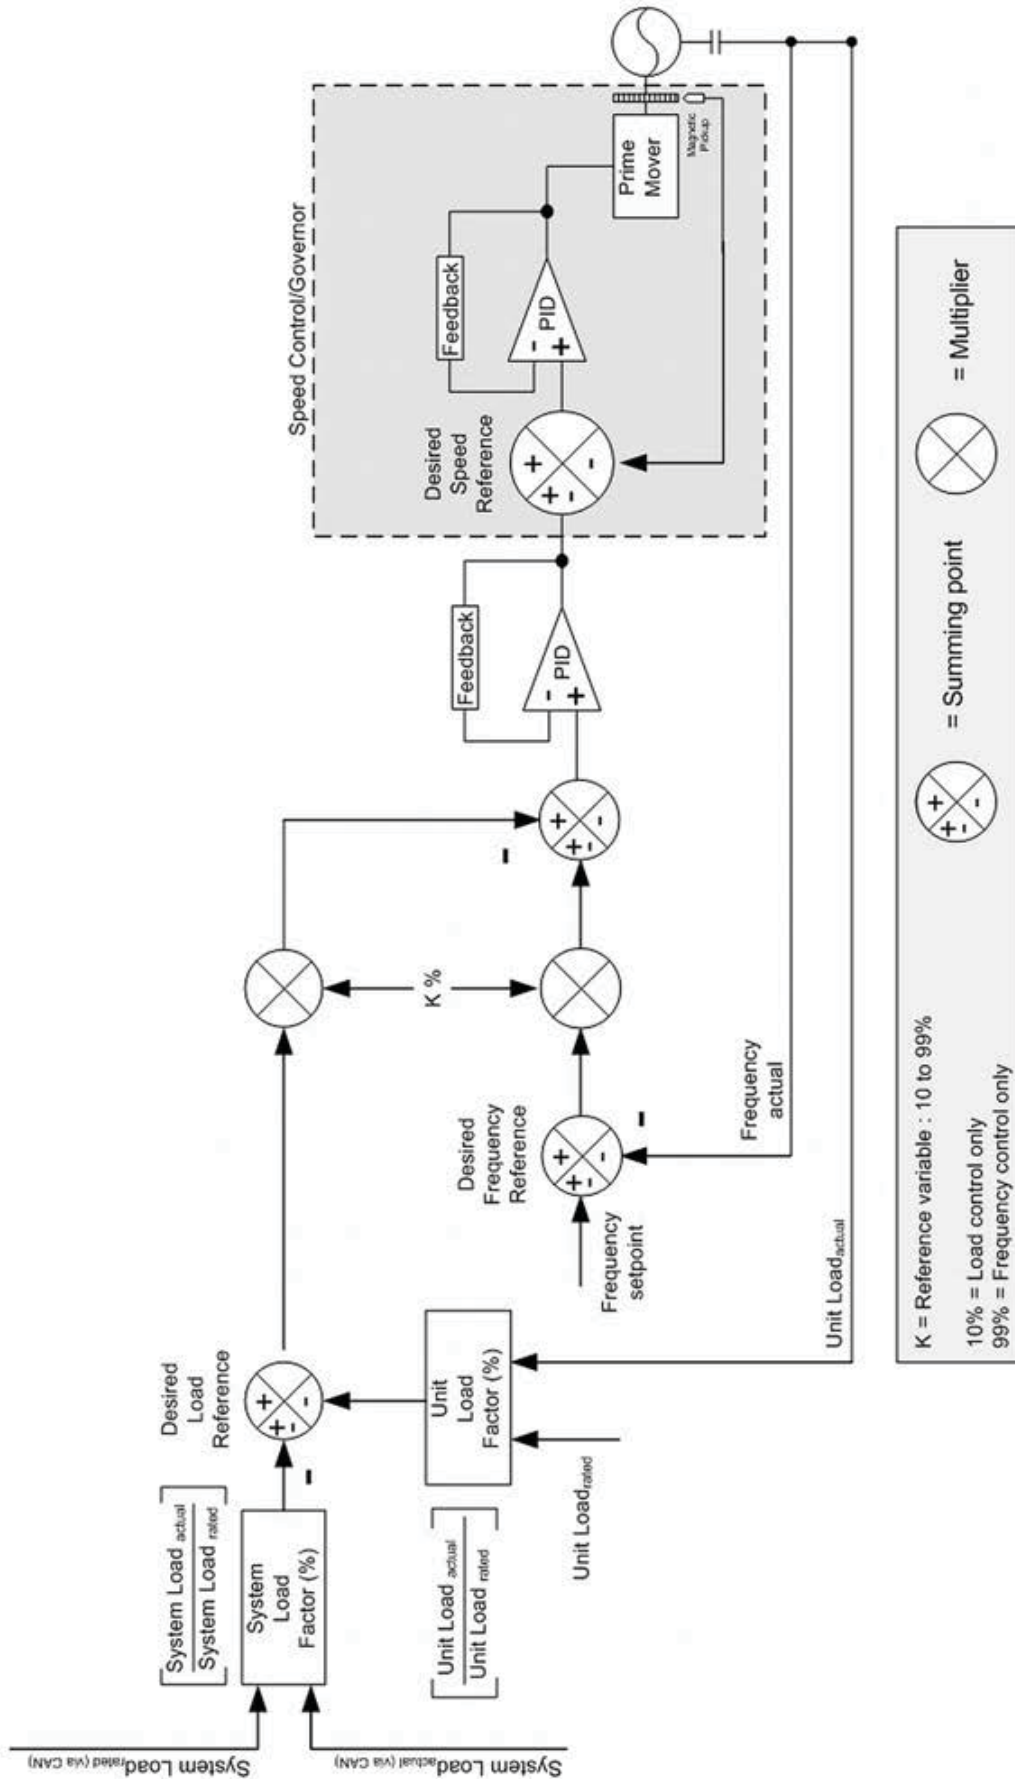 System Load rated (via CAN)
System Load actual (via CAN)
System Load actual
System Load rated
System
Load
Factor (%)
Desired
Load
Reference
Unit Load actual
Unit Load rated
Unit
Load
Factor (%)
Unit Load rated
Unit Load actual
K %
Frequency
setpoint
Desired
Frequency
Reference
Frequency
actual
-
-
-
+
+
-
-
Feedback
PID
-
+
Speed Control/Governor
Desired
Speed
Reference
+
+
-
-
Feedback
PID
-
+
Prime
Mover
Magnetic
Pickup
K = Reference variable : 10 to 99%
10% = Load control only
99% = Frequency control only
= Summing point
= Multiplier